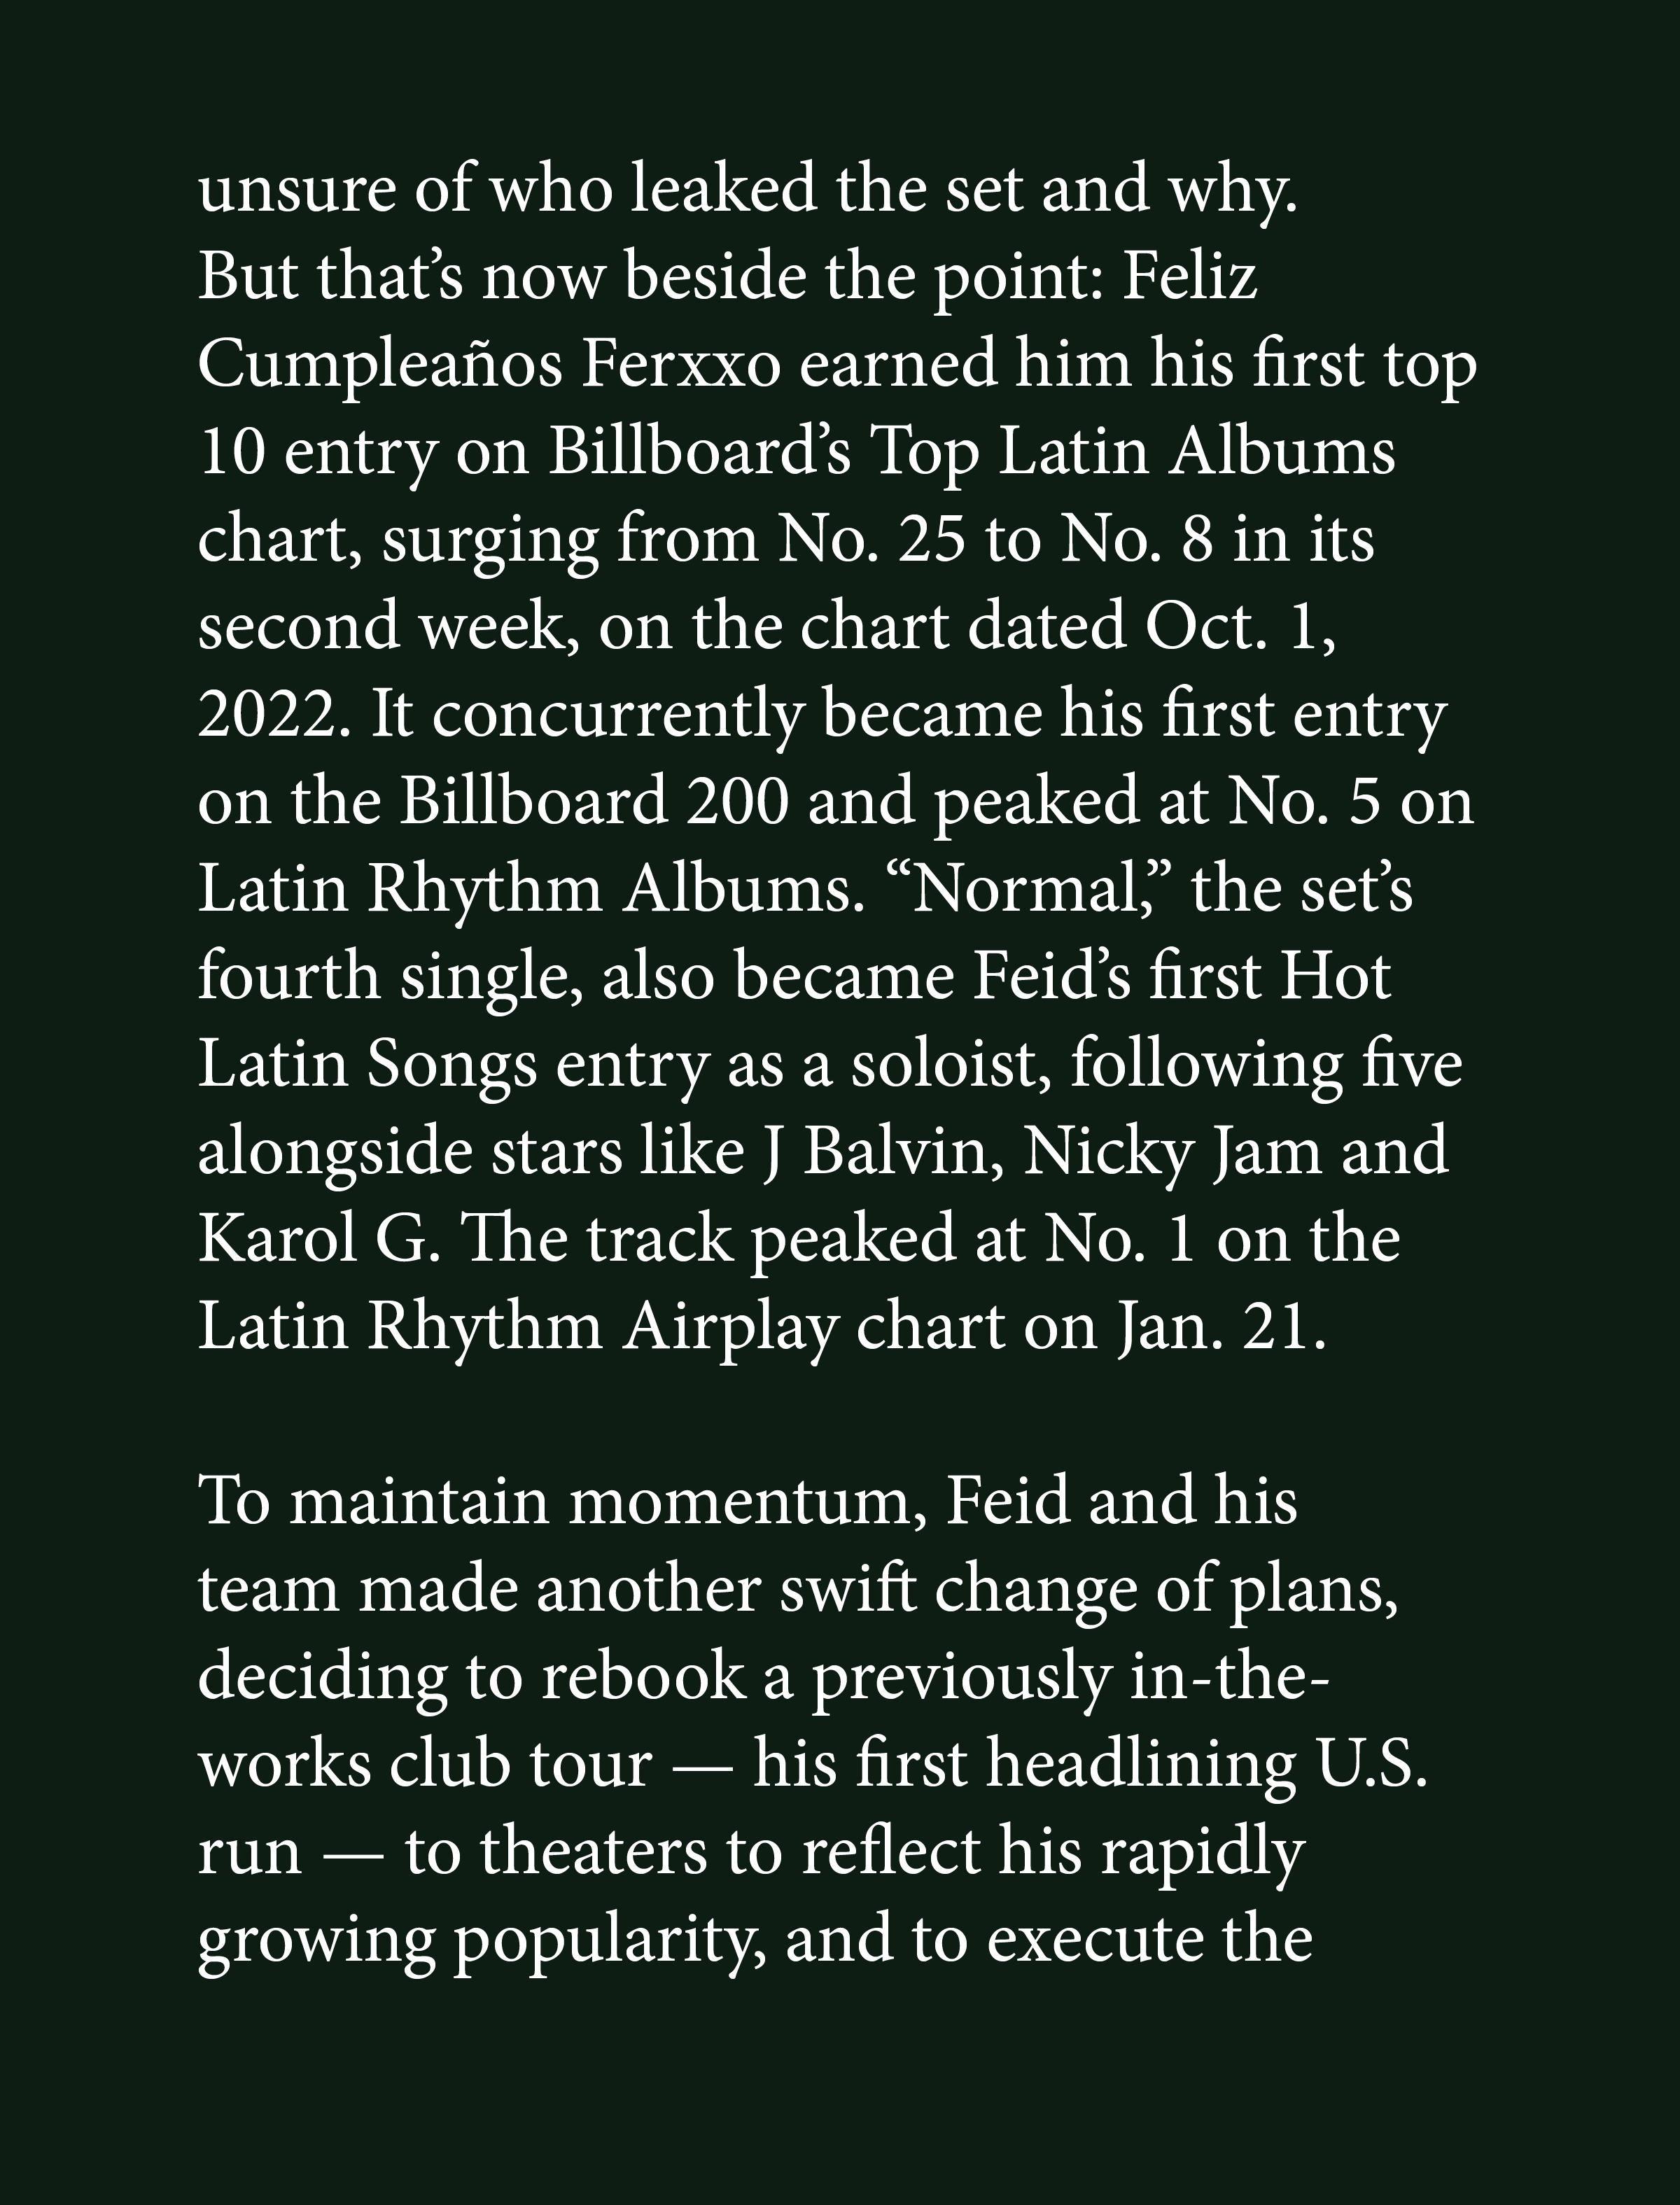 unsure of who leaked the set and why.
But that’s now beside the point: Feliz
Cumpleaños Ferxxo earned him his first top
10 entry on Billboard’s Top Latin Albums
chart, surging from No. 25 to No. 8 in its
second week, on the chart dated Oct. 1,
2022. It concurrently became his first entry
on the Billboard 200 and peaked at No. 5 on
Latin Rhythm Albums. “Normal,” the set’s
fourth single, also became Feid’s first Hot
Latin Songs entry as a soloist, following five
alongside stars like J Balvin, Nicky Jam and
Karol G. The track peaked at No. 1 on the
Latin Rhythm Airplay chart on Jan. 21.
To maintain momentum, Feid and his
team made another swift change of plans,
deciding to rebook a previously in-the-
works club tour — his first headlining U.S.
run — to theaters to reflect his rapidly
growing popularity, and to execute the